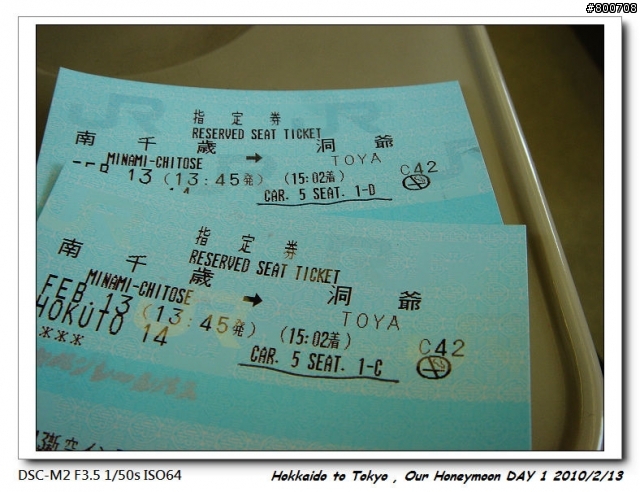 #800708
JR
指定券
RESERVED SEAT TICKET
南千歳 洞爺
MINAMI-CHITOSE → TOYA
FEB 13 (13:45発) (15:02着) C42
CAR. 5 SEAT. 1-D
指定券
RESERVED SEAT TICKET
南千歳 洞爺
MINAMI-CHITOSE → TOYA
FEB 13 (13:45発) (15:02着) C42
HOKUTO 14
CAR. 5 SEAT. 1-C
***
DSC-M2 F3.5 1/50s ISO64
Hokkaido to Tokyo , Our Honeymoon DAY 1 2010/2/13